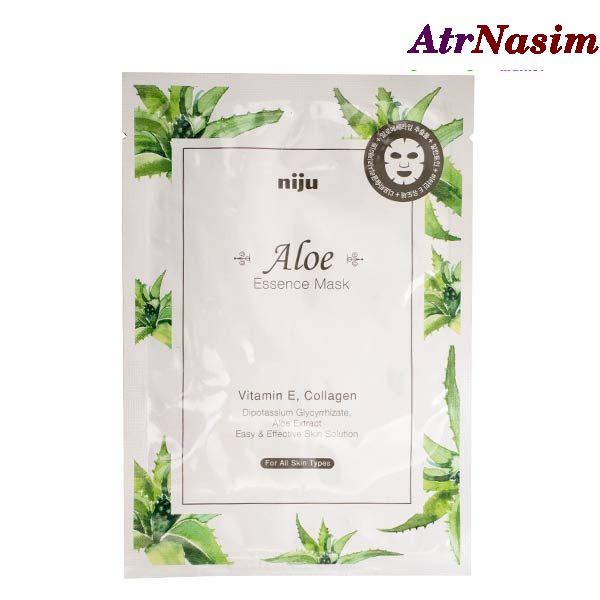 AtrNasim
niju
Aloe
Essence Mask
Vitamin E, Collagen
Dipotassium Glycyrrhizate,
Aloe Extract
Easy & Effective Skin Solution
For All Skin Types